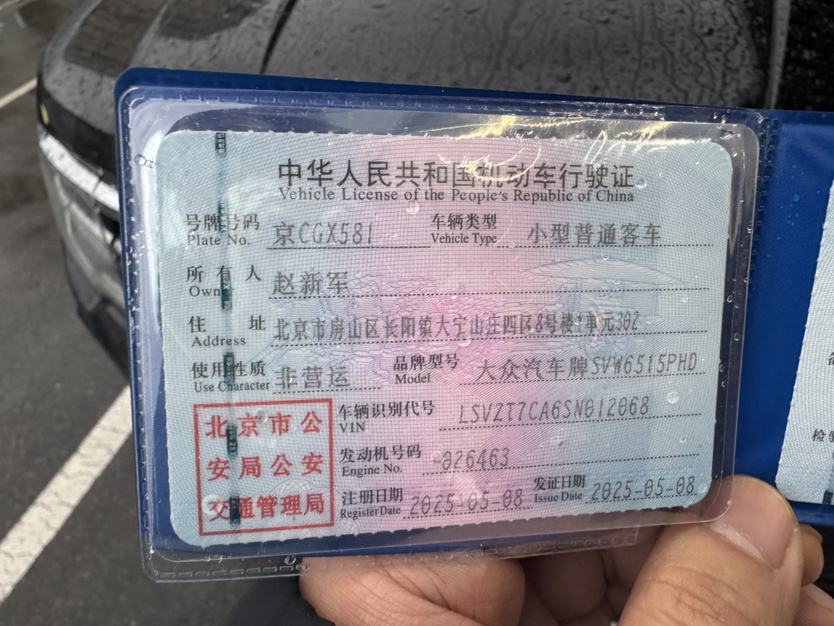 中华人民共和国机动车行驶证
Vehicle License of the People's Republic of China
号牌号码 京CGX581 车辆类型 小型普通客车
Plate No. Vehicle Type
所有人 赵新军
Own
住址 北京市房山区长阳镇大宁山庄四区8号楼1单元302
Address
使用性质 非营运 品牌型号 大众汽车牌SVW6515PHD
Use Character Model
北京市公安局公安交通管理局
车辆识别代号 LSVZT7CA6SN012068
VIN
发动机号码 026463
Engine No.
注册日期 2025-05-08 发证日期 2025-05-08
Register Date Issue Date
检验